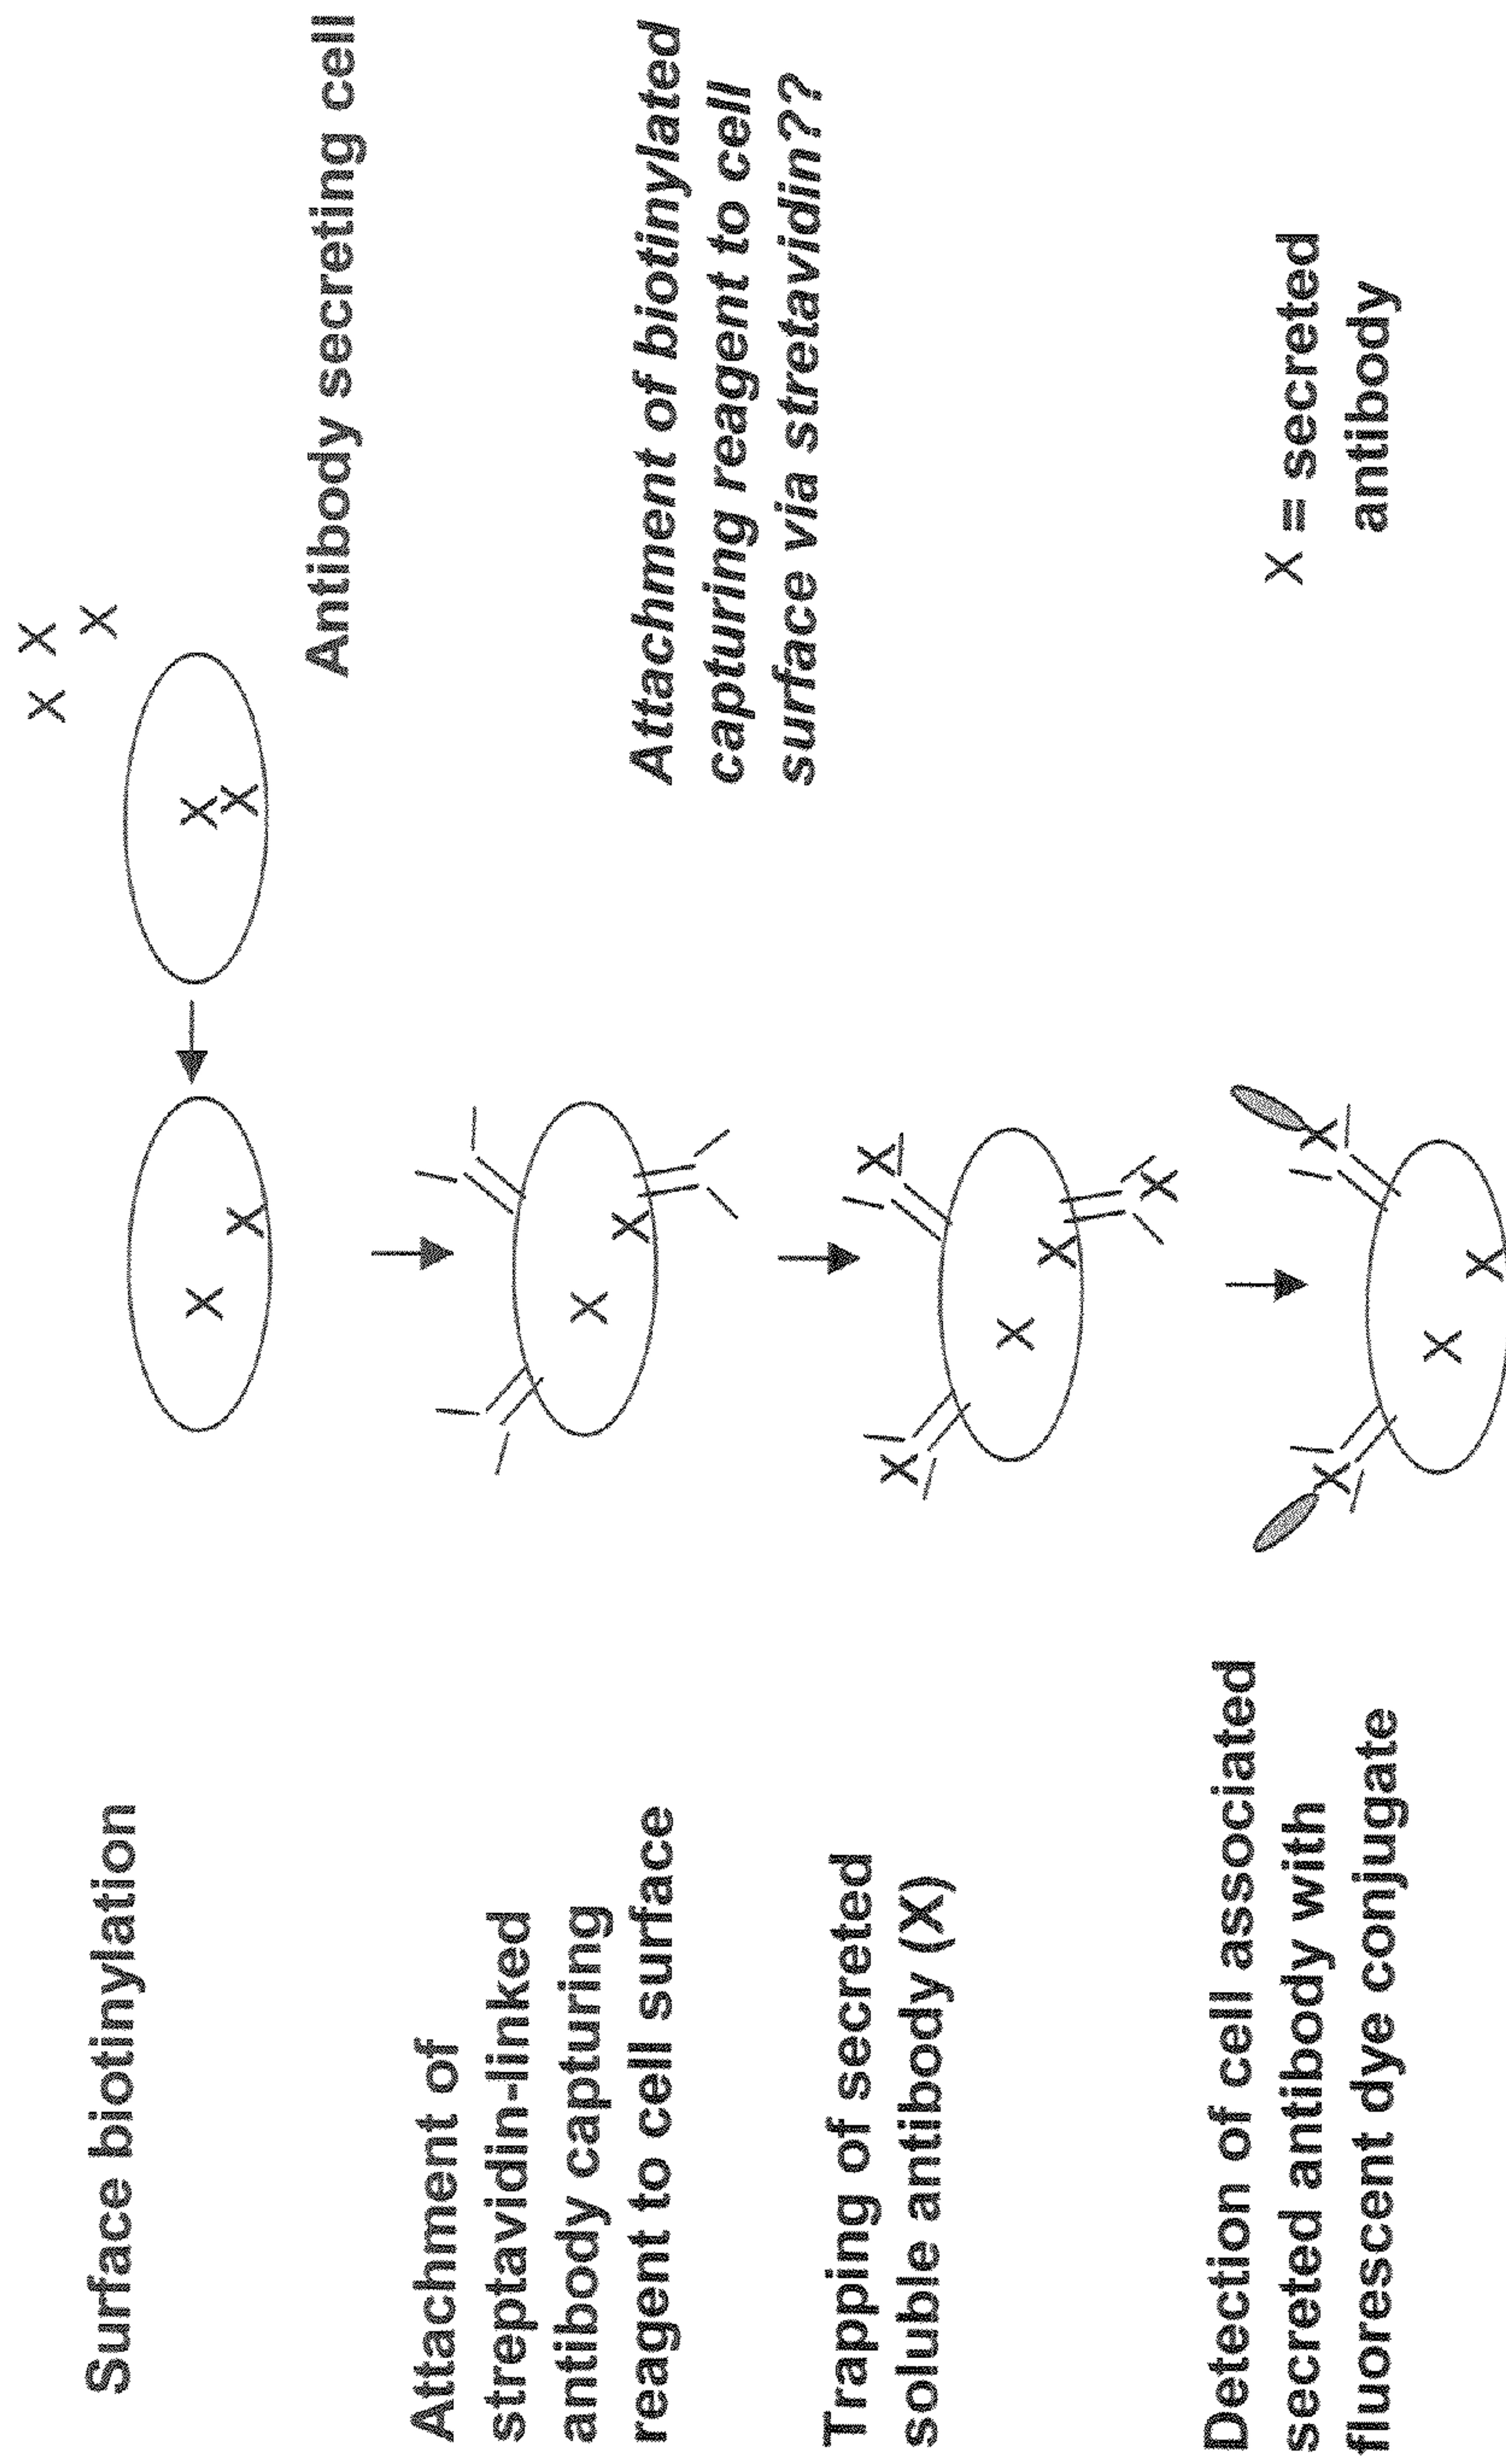 Surface biotinylation
Antibody secreting cell
Attachment of
streptavidin-linked
antibody capturing
reagent to cell surface
Attachment of biotinylated
capturing reagent to cell
surface via stretavidin??
Trapping of secreted
soluble antibody (X)
Detection of cell associated
secreted antibody with
fluorescent dye conjugate
X = secreted
antibody